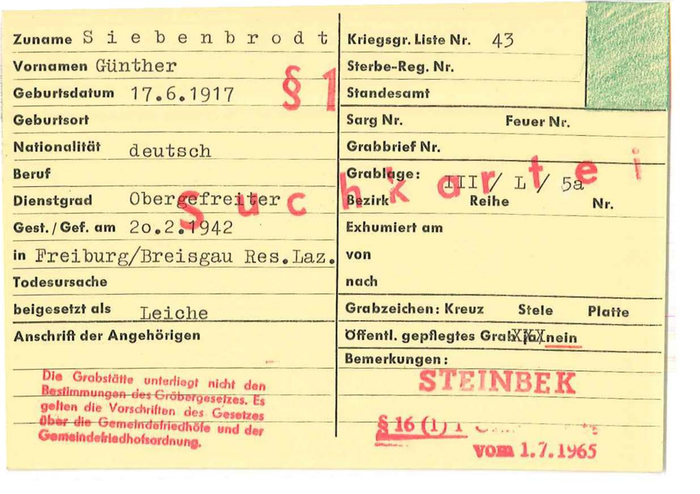 Zuname S i e b e n b r o d t
Vornamen Günther
Geburtsdatum 17.6.1917
§ 1
Geburtsort
Nationalität deutsch
Beruf
Dienstgrad Obergefreiter
Gest./Gef. am 2o.2.1942
in Freiburg/Breisgau Res.Laz.
Todesursache
beigesetzt als Leiche
Anschrift der Angehörigen
Die Grabstätte unterliegt nicht den
Bestimmungen des Gräbergesetzes. Es
gelten die Vorschriften des Gesetzes
über die Gemeindefriedhöfe und der
Gemeindefriedhofsordnung.
Suchkartei
Kriegsgr. Liste Nr. 43
Sterbe-Reg. Nr.
Standesamt
Sarg Nr. Feuer Nr.
Grabbrief Nr.
Grablage: III / L / 5a
Bezirk Reihe Nr.
Exhumiert am
von
nach
Grabzeichen: Kreuz Stele Platte
Öffentl. gepflegtes Grab: ja/nein
Bemerkungen:
STEINBEK
§ 16 (1) 1
vom 1.7.1965